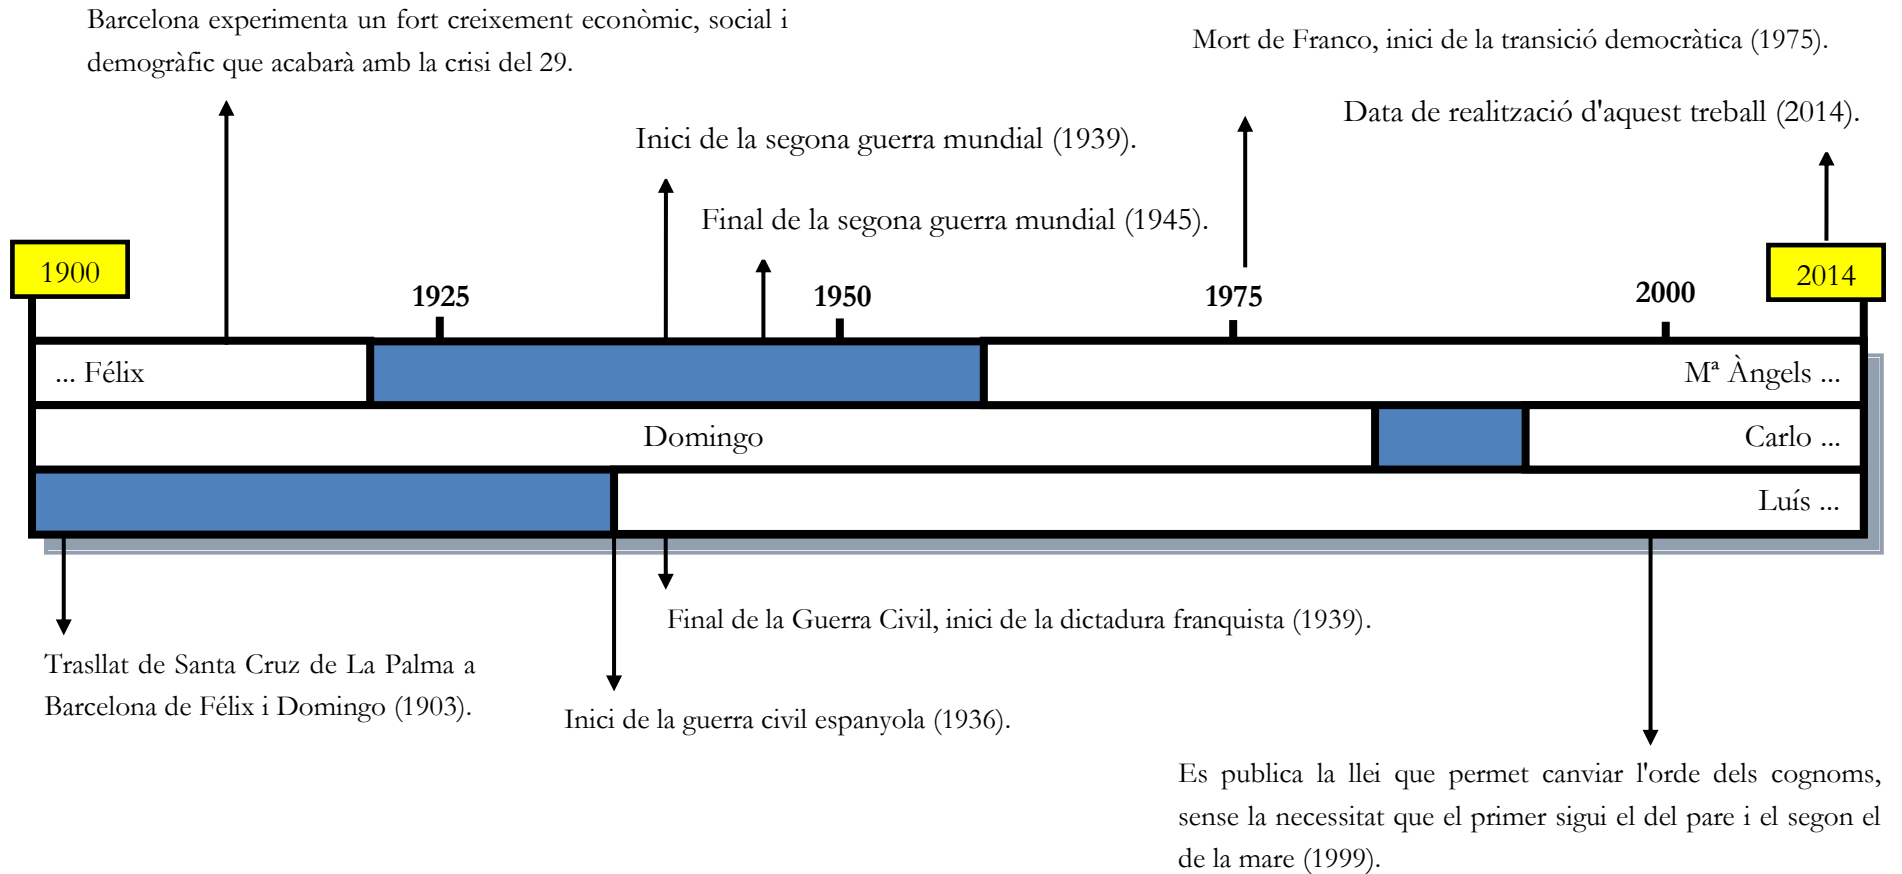 Barcelona experimenta un fort creixement econòmic, social i
demogràfic que acabarà amb la crisi del 29.
Mort de Franco, inici de la transició democràtica (1975).
Data de realització d'aquest treball (2014).
Inici de la segona guerra mundial (1939).
Final de la segona guerra mundial (1945).
1900
1925
1950
1975
2000
2014
... Félix
Mª Àngels ...
Domingo
Carlo ...
Luís ...
Final de la Guerra Civil, inici de la dictadura franquista (1939).
Trasllat de Santa Cruz de La Palma a
Barcelona de Félix i Domingo (1903).
Inici de la guerra civil espanyola (1936).
Es publica la llei que permet canviar l'orde dels cognoms,
sense la necessitat que el primer sigui el del pare i el segon el
de la mare (1999).